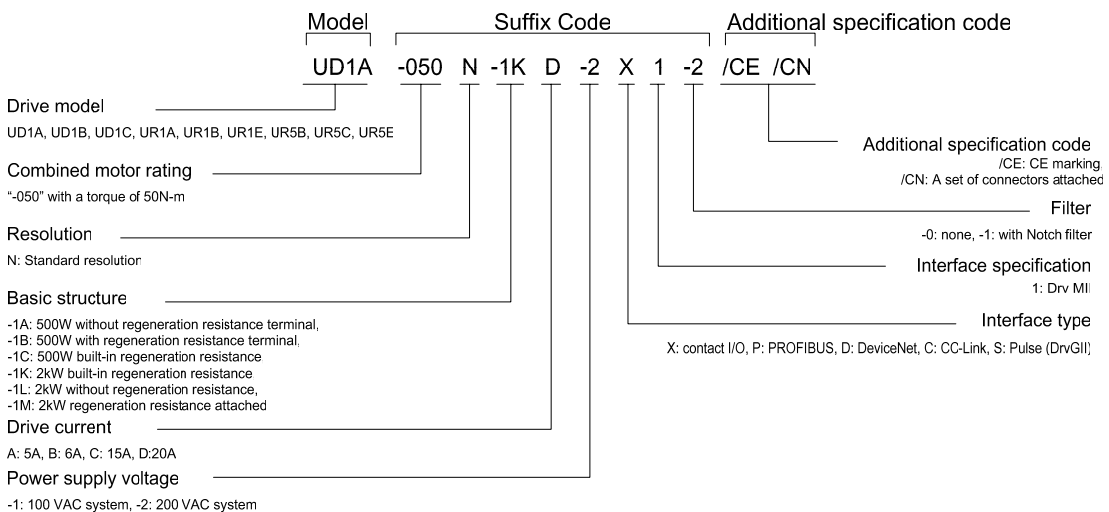 Model Suffix Code Additional specification code
UD1A -050 N -1K D -2 X 1 -2 /CE /CN
Drive model
UD1A, UD1B, UD1C, UR1A, UR1B, UR1E, UR5B, UR5C, UR5E
Combined motor rating
“-050” with a torque of 50N-m
Resolution
N: Standard resolution
Basic structure
-1A: 500W without regeneration resistance terminal,
-1B: 500W with regeneration resistance terminal,
-1C: 500W built-in regeneration resistance
-1K: 2kW built-in regeneration resistance
-1L: 2kW without regeneration resistance,
-1M: 2kW regeneration resistance attached
Drive current
A: 5A, B: 6A, C: 15A, D:20A
Power supply voltage
-1: 100 VAC system, -2: 200 VAC system
Additional specification code
/CE: CE marking,
/CN: A set of connectors attached
Filter
-0: none, -1: with Notch filter
Interface specification
1: Drv MII
Interface type
X: contact I/O, P: PROFIBUS, D: DeviceNet, C: CC-Link, S: Pulse (DrvGII)